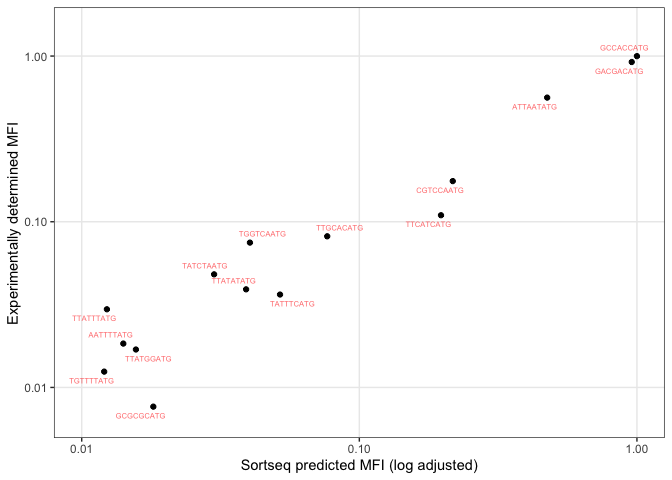 1.00
0.10
0.01
Experimentally determined MFI
GCCACCATG
GACGACATG
ATTAATATG
CGTCCAATG
TTCATCATG
TTGCACATG
TGGTCAATG
TATCTAATG
TTATATATG
TATTTCATG
TTATTTATG
AATTTTATG
TTATGGATG
TGTTTTATG
GCGCGCATG
0.01
0.10
1.00
Sortseq predicted MFI (log adjusted)